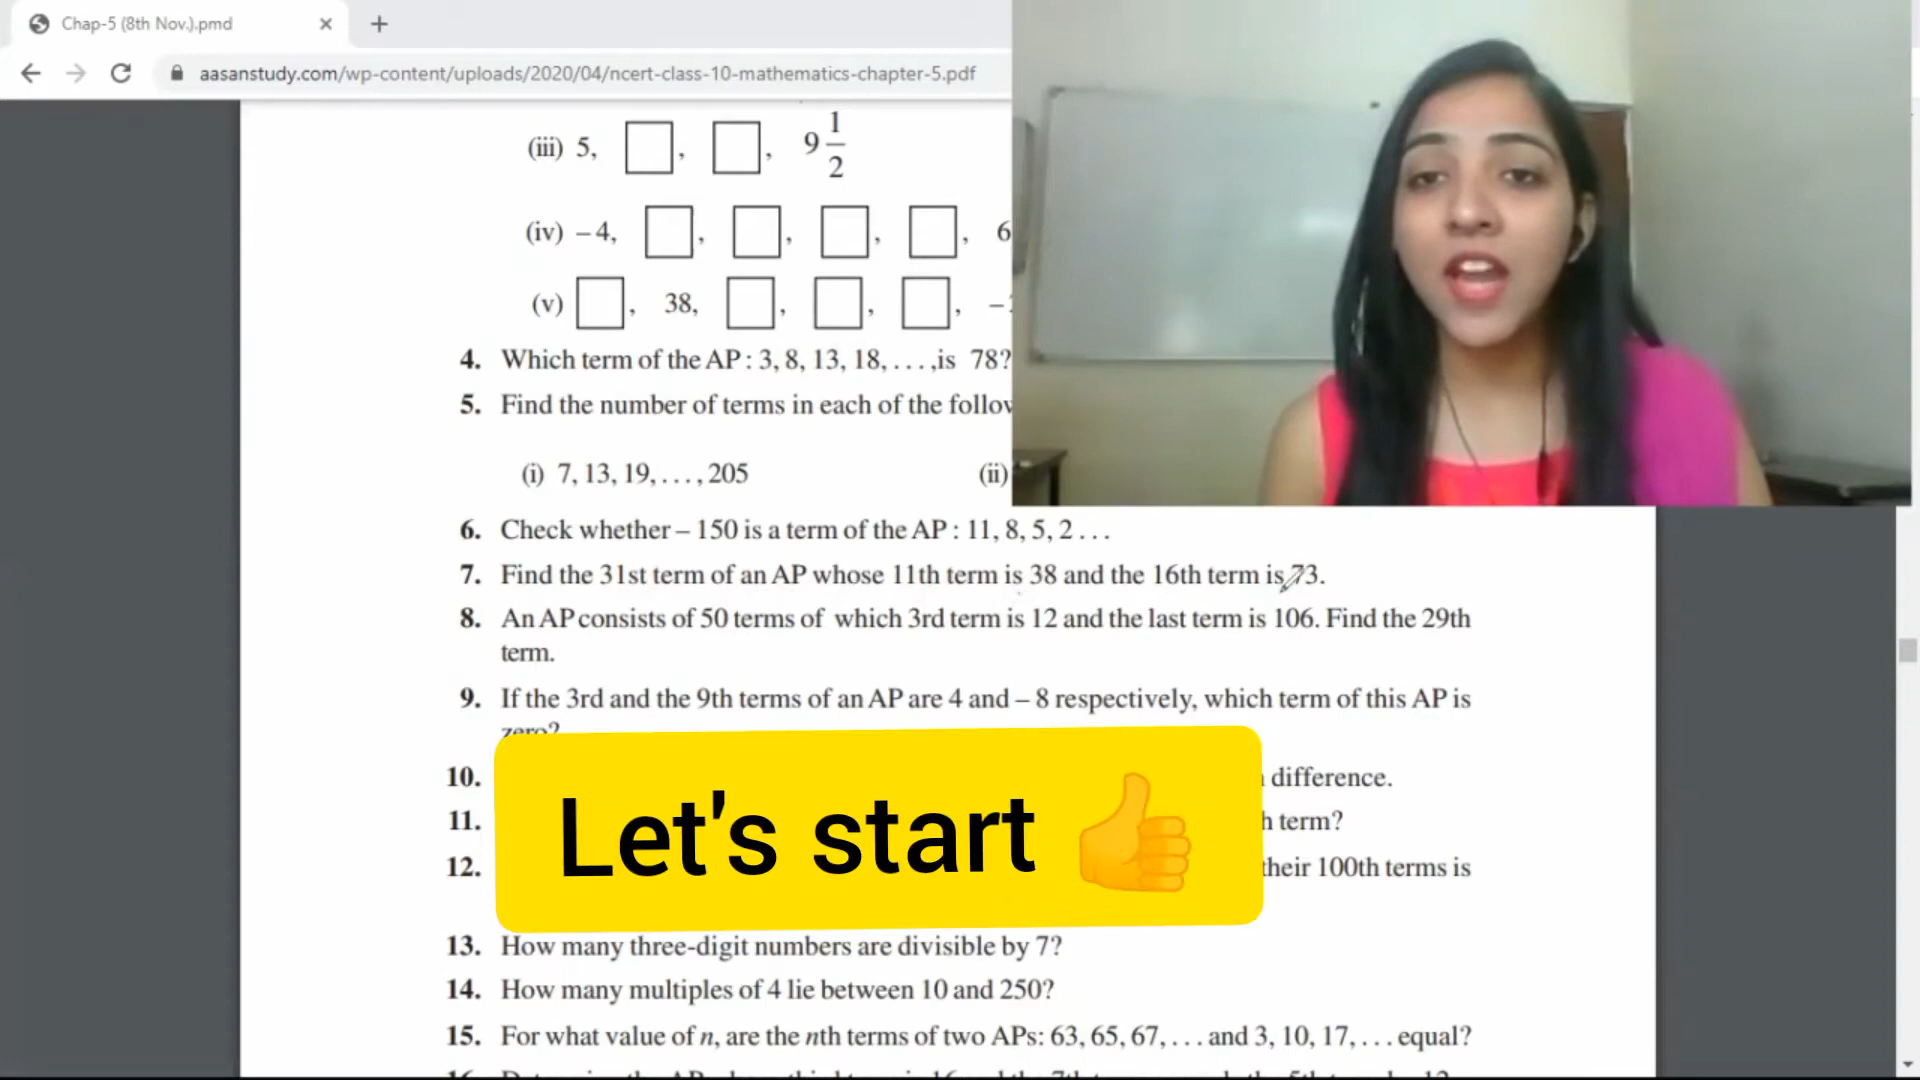 Chap-5 (8th Nov.).pmd
aasanstudy.com/wp-content/uploads/2020/04/ncert-class-10-mathematics-chapter-5.pdf
(iii) 5, , , 9 1/2
(iv) – 4, , , , , 6
(v) , 38, , , , –
4. Which term of the AP : 3, 8, 13, 18, . . . ,is 78?
5. Find the number of terms in each of the
(i) 7, 13, 19, . . . , 205 (ii)
6. Check whether – 150 is a term of the AP : 11, 8, 5, 2 . . .
7. Find the 31st term of an AP whose 11th term is 38 and the 16th term is 73.
8. An AP consists of 50 terms of which 3rd term is 12 and the last term is 106. Find the 29th
term.
9. If the 3rd and the 9th terms of an AP are 4 and – 8 respectively, which term of this AP is
zero?
10. difference.
11. term?
12. their 100th terms is
Let's start 👍
13. How many three-digit numbers are divisible by 7?
14. How many multiples of 4 lie between 10 and 250?
15. For what value of n, are the nth terms of two APs: 63, 65, 67, . . . and 3, 10, 17, . . . equal?